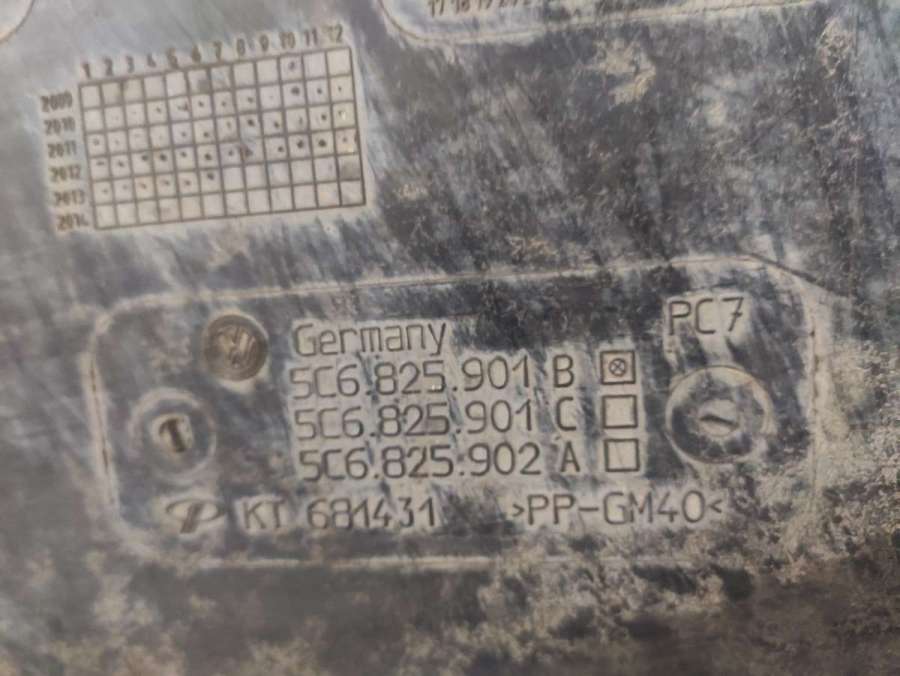 1 2 3 4 5 6 7 8 9 10 11 12
2009
2010
2011
2012
2013
2014
Germany
PC7
5C6.825.901 B
5C6.825.901 C
5C6.825.902 A
KT 681431 >PP-GM40<